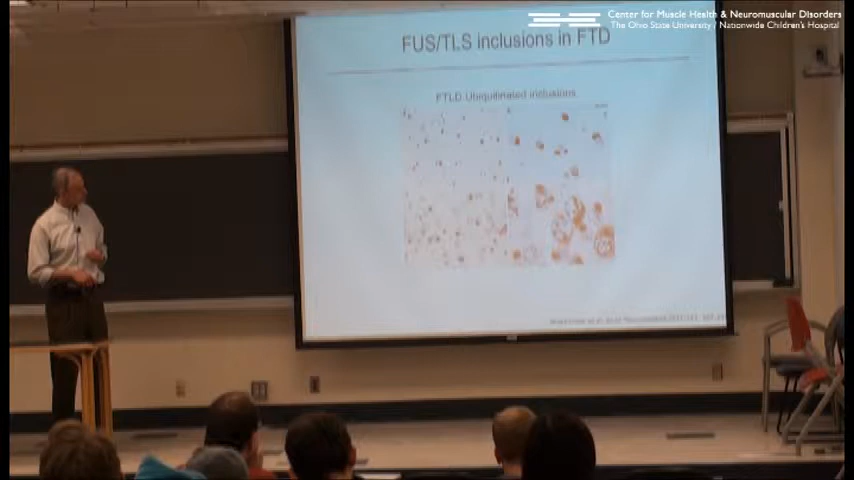 Center for Muscle Health & Neuromuscular Disorders
The Ohio State University / Nationwide Children's Hospital
FUS/TLS inclusions in FTD
FTLD Ubiquitinated inclusions